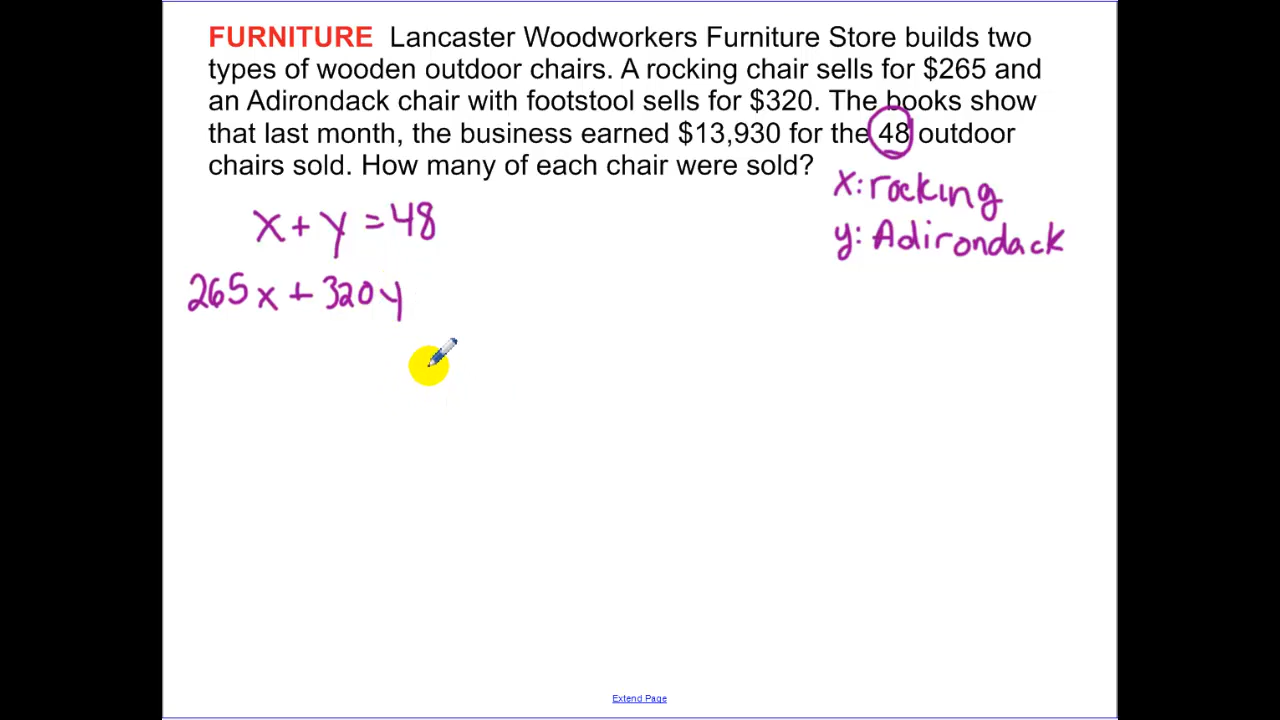 FURNITURE Lancaster Woodworkers Furniture Store builds two
types of wooden outdoor chairs. A rocking chair sells for $265 and
an Adirondack chair with footstool sells for $320. The books show
that last month, the business earned $13,930 for the 48 outdoor
chairs sold. How many of each chair were sold?
x: rocking
y: Adirondack
x + y = 48
265x + 320y
Extend Page